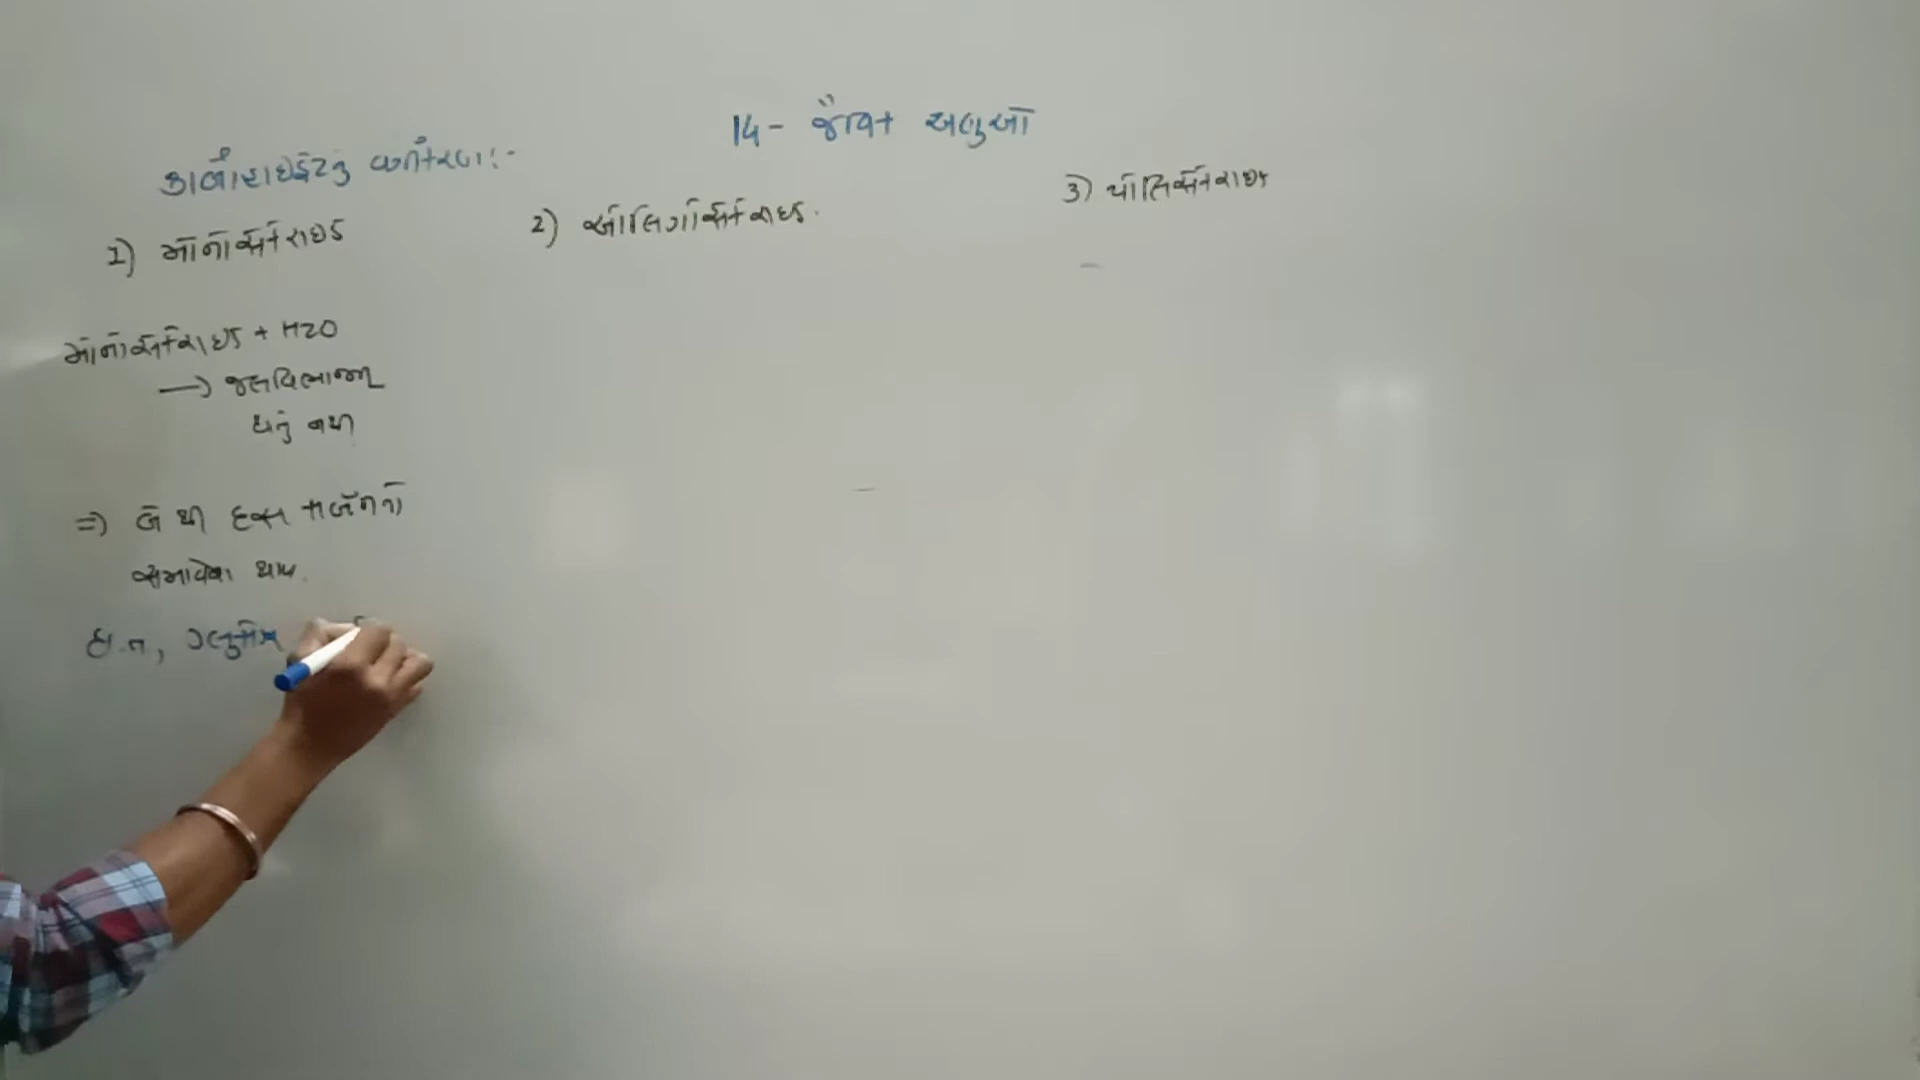 14 - જૈવિક અણુઓ
કાર્બોહાઇડ્રેટનું વર્ગીકરણ :-
1) મોનોસેકેરાઇડ
2) ઓલિગોસેકેરાઇડ.
3) પોલિસેકેરાઇડ
મોનોસેકેરાઇડ + H2O
→ જલવિભાજન
થતું નથી
⇒ બે થી દસ કાર્બનનો
સમાવેશ થાય.
દા.ત,